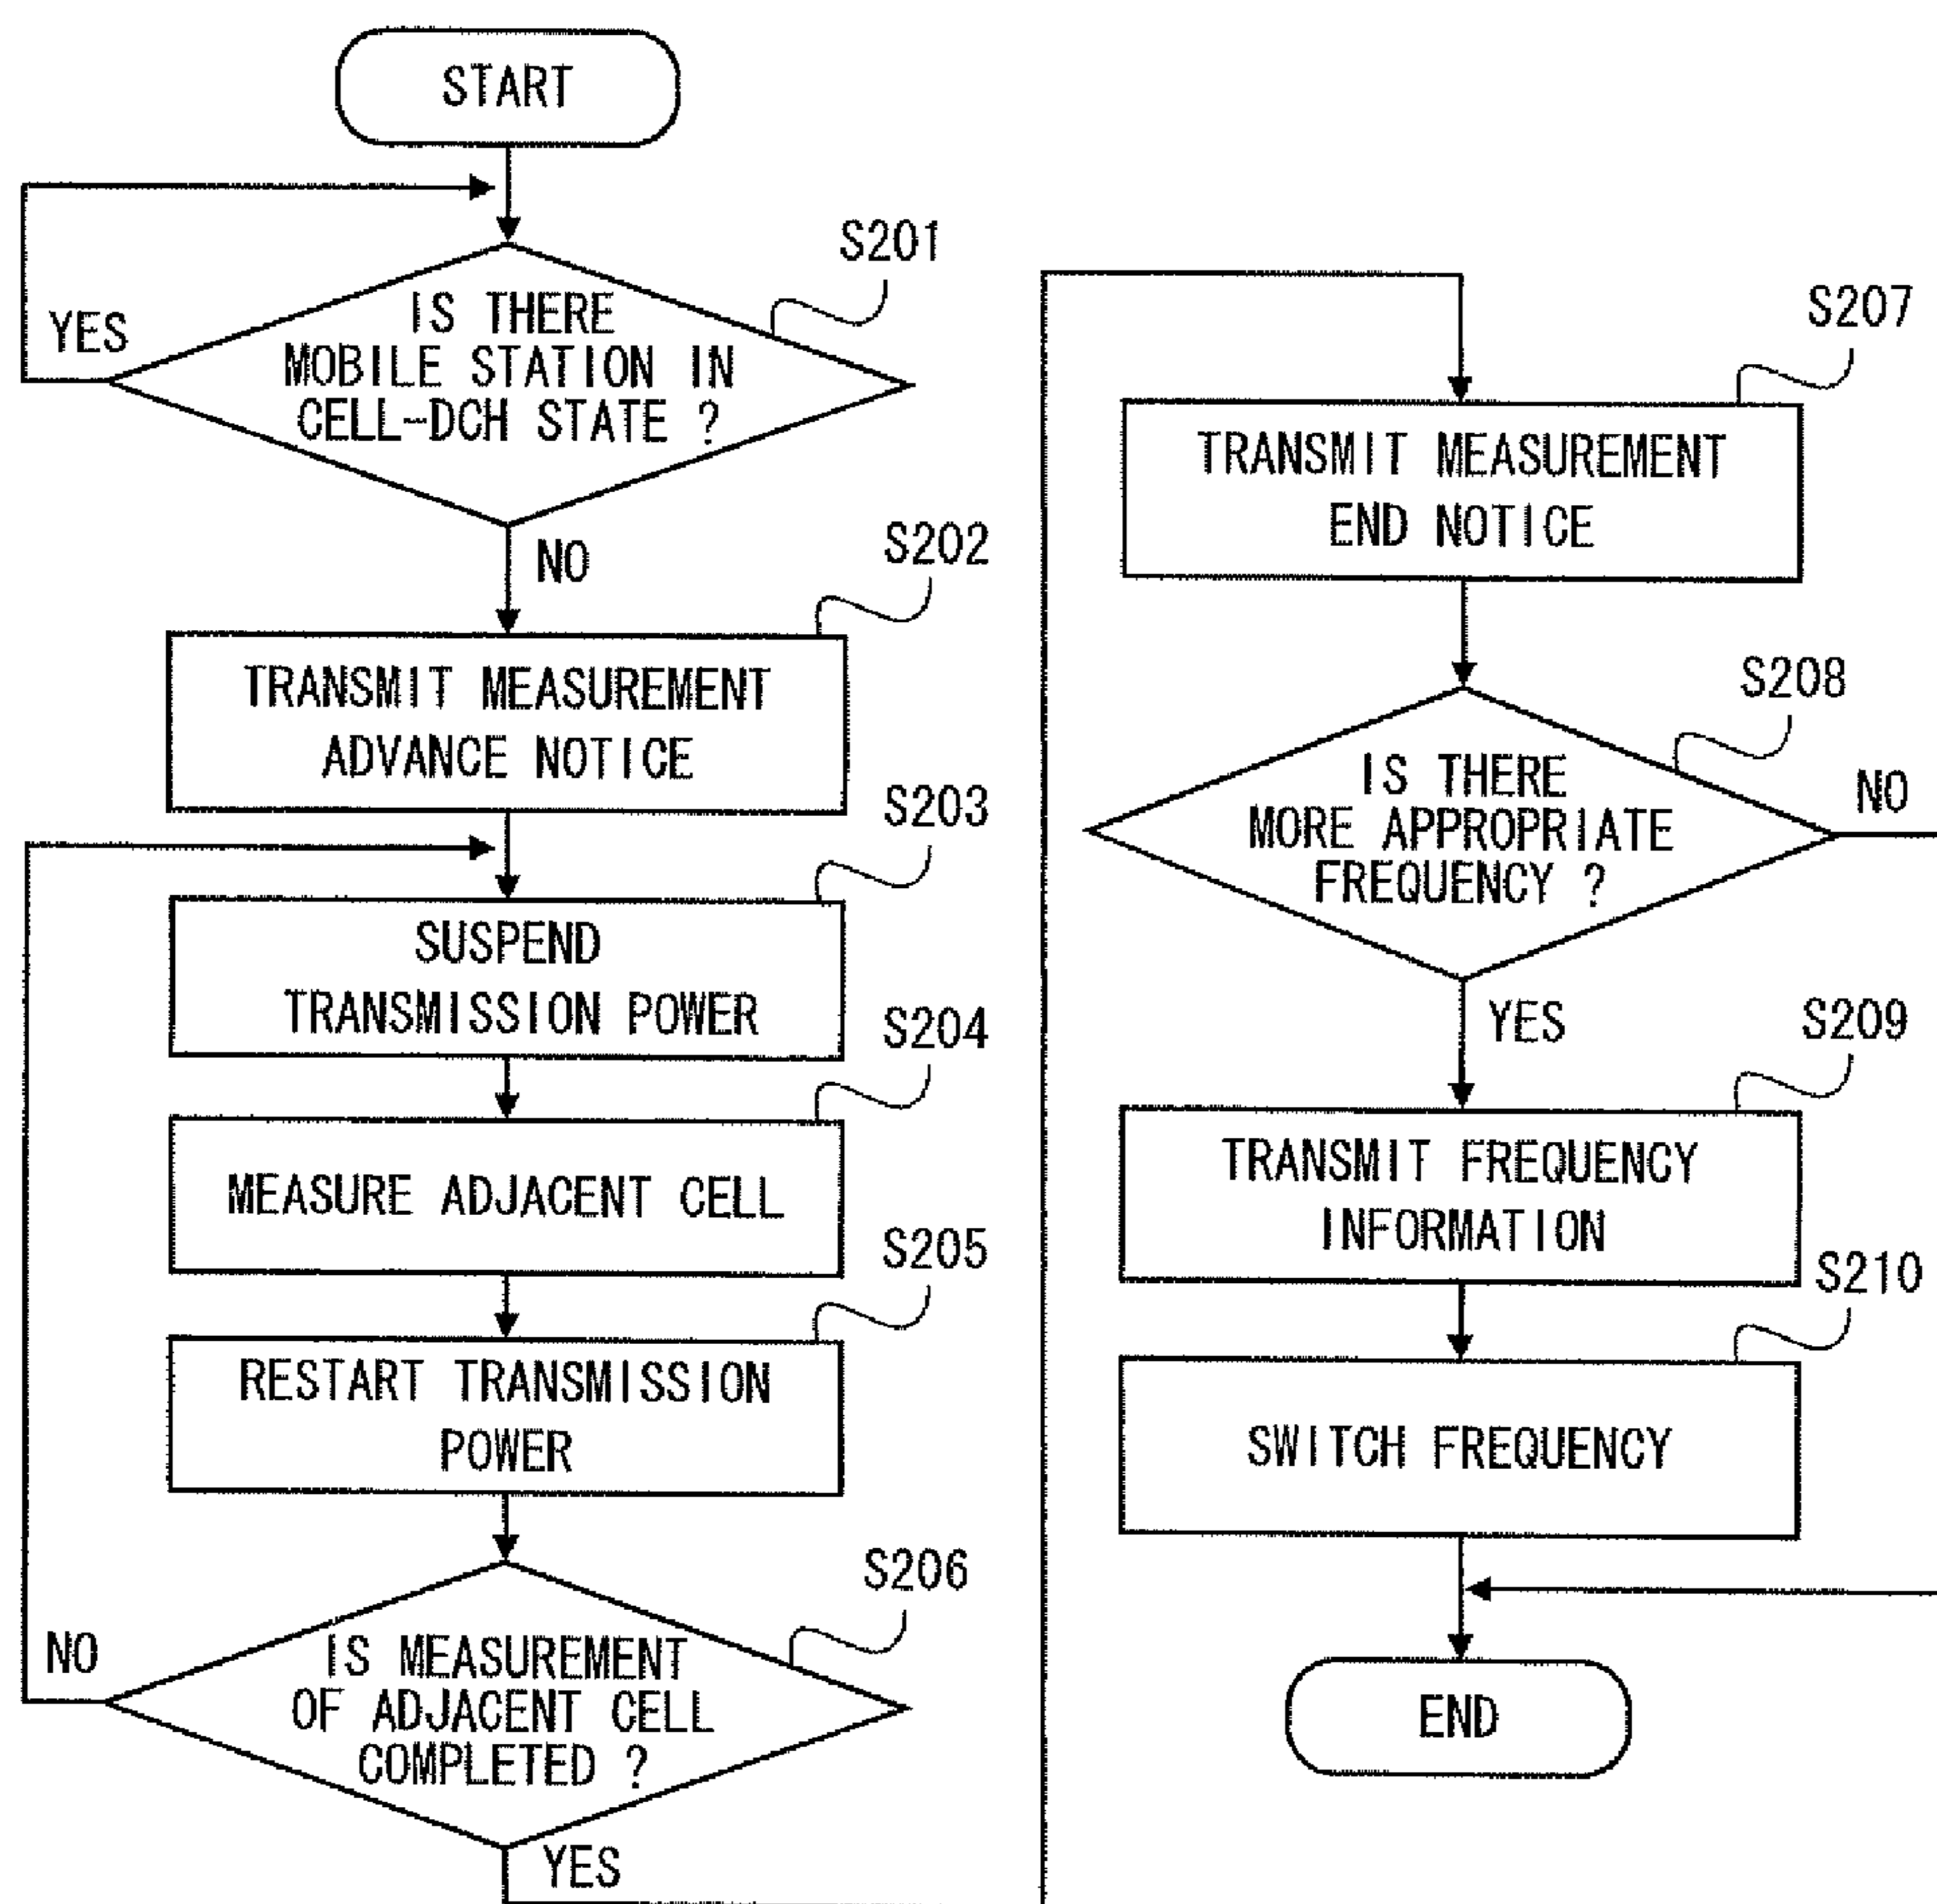 START
S201
IS THERE
MOBILE STATION IN
CELL-DCH STATE ?
YES
NO
S202
TRANSMIT MEASUREMENT
ADVANCE NOTICE
S203
SUSPEND
TRANSMISSION POWER
S204
MEASURE ADJACENT CELL
S205
RESTART TRANSMISSION
POWER
S206
IS MEASUREMENT
OF ADJACENT CELL
COMPLETED ?
NO
YES
S207
TRANSMIT MEASUREMENT
END NOTICE
S208
IS THERE
MORE APPROPRIATE
FREQUENCY ?
NO
YES
S209
TRANSMIT FREQUENCY
INFORMATION
S210
SWITCH FREQUENCY
END